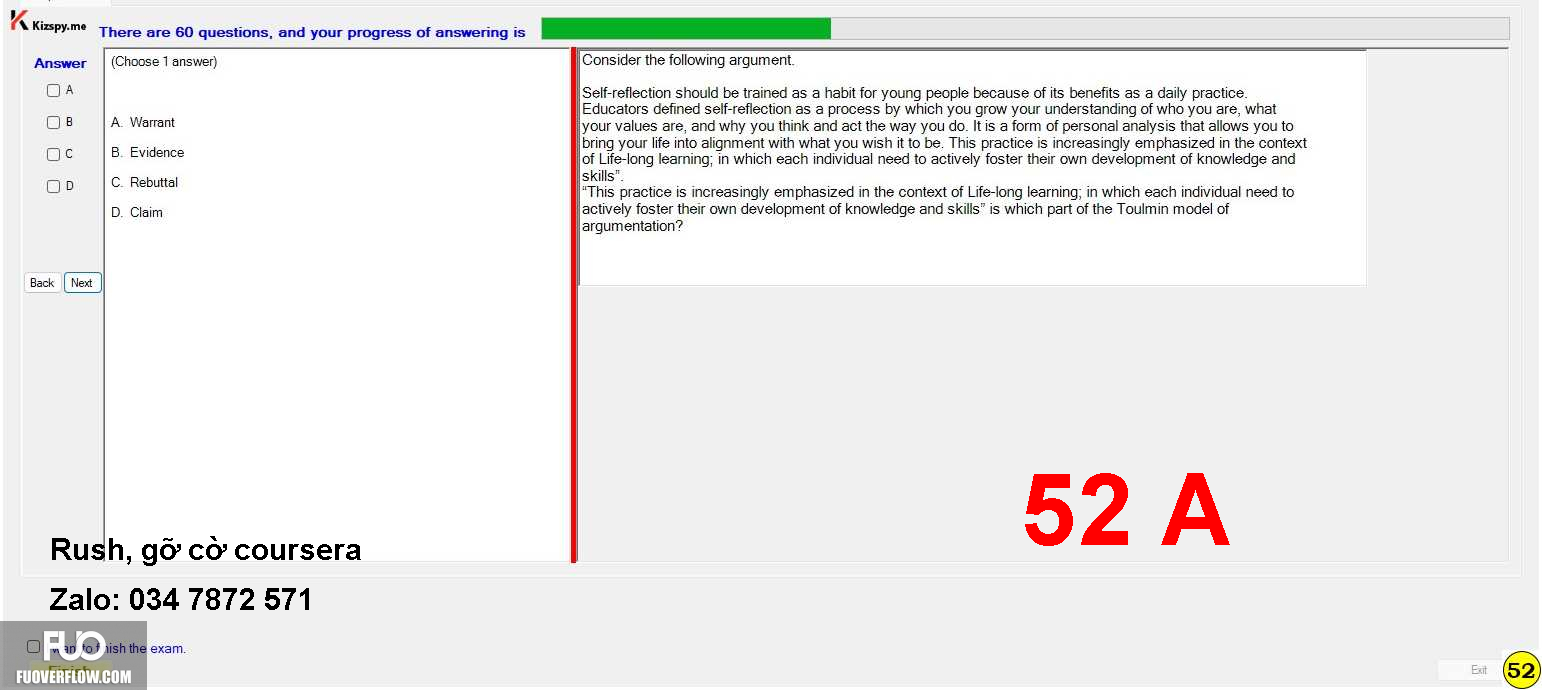 Kizspy.me
There are 60 questions, and your progress of answering is
Answer
(Choose 1 answer)
A
B
C
D
A. Warrant
B. Evidence
C. Rebuttal
D. Claim
Back
Next
Consider the following argument.
Self-reflection should be trained as a habit for young people because of its benefits as a daily practice.
Educators defined self-reflection as a process by which you grow your understanding of who you are, what
your values are, and why you think and act the way you do. It is a form of personal analysis that allows you to
bring your life into alignment with what you wish it to be. This practice is increasingly emphasized in the context
of Life-long learning; in which each individual need to actively foster their own development of knowledge and
skills”.
“This practice is increasingly emphasized in the context of Life-long learning; in which each individual need to
actively foster their own development of knowledge and skills” is which part of the Toulmin model of
argumentation?
52 A
Rush, gỡ cờ coursera
Zalo: 034 7872 571
FUO
FUOVERFLOW.COM
want to finish the exam.
Finish
Exit
52